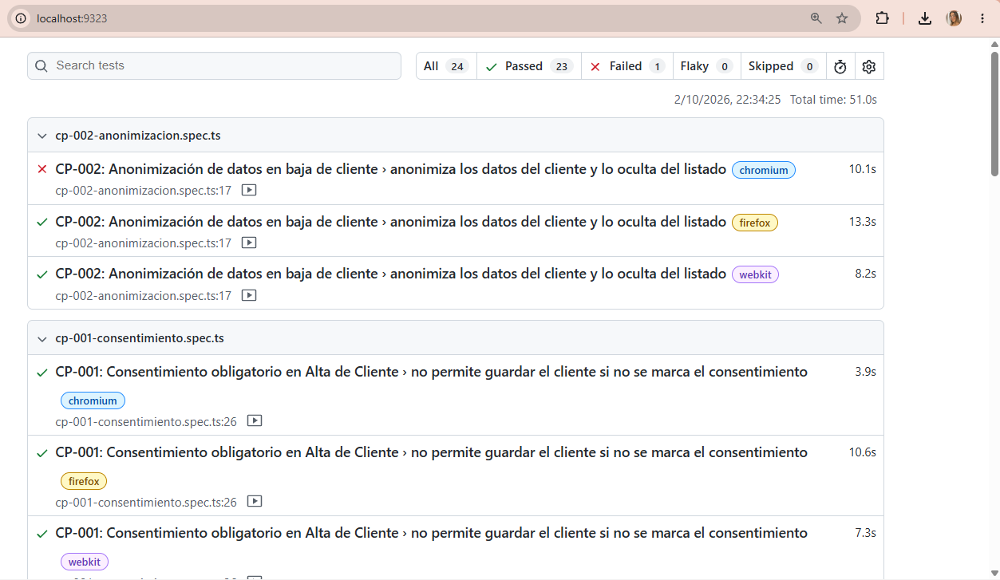 localhost:9323
Search tests
All 24 Passed 23 Failed 1 Flaky 0 Skipped 0
2/10/2026, 22:34:25 Total time: 51.0s
cp-002-anonimizacion.spec.ts
CP-002: Anonimización de datos en baja de cliente › anonimiza los datos del cliente y lo oculta del listado chromium 10.1s
cp-002-anonimizacion.spec.ts:17
CP-002: Anonimización de datos en baja de cliente › anonimiza los datos del cliente y lo oculta del listado firefox 13.3s
cp-002-anonimizacion.spec.ts:17
CP-002: Anonimización de datos en baja de cliente › anonimiza los datos del cliente y lo oculta del listado webkit 8.2s
cp-002-anonimizacion.spec.ts:17
cp-001-consentimiento.spec.ts
CP-001: Consentimiento obligatorio en Alta de Cliente › no permite guardar el cliente si no se marca el consentimiento 3.9s
chromium
cp-001-consentimiento.spec.ts:26
CP-001: Consentimiento obligatorio en Alta de Cliente › no permite guardar el cliente si no se marca el consentimiento 10.6s
firefox
cp-001-consentimiento.spec.ts:26
CP-001: Consentimiento obligatorio en Alta de Cliente › no permite guardar el cliente si no se marca el consentimiento 7.3s
webkit